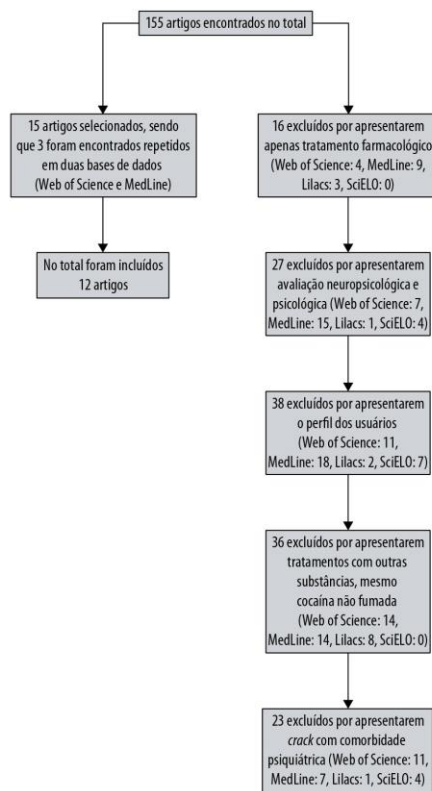 155 artigos encontrados no total
15 artigos selecionados, sendo
que 3 foram encontrados repetidos
em duas bases de dados
(Web of Science e MedLine)
No total foram incluídos
12 artigos
16 excluídos por apresentarem
apenas tratamento farmacológico
(Web of Science: 4, MedLine: 9,
Lilacs: 3, SciELO: 0)
27 excluídos por apresentarem
avaliação neuropsicológica e
psicológica (Web of Science: 7,
MedLine: 15, Lilacs: 1, SciELO: 4)
38 excluídos por apresentarem
o perfil dos usuários
(Web of Science: 11,
MedLine: 18, Lilacs: 2, SciELO: 7)
36 excluídos por apresentarem
tratamentos com outras
substâncias, mesmo
cocaína não fumada
(Web of Science: 14,
MedLine: 14, Lilacs: 8, SciELO: 0)
23 excluídos por apresentarem
crack com comorbidade
psiquiátrica (Web of Science: 11,
MedLine: 7, Lilacs: 1, SciELO: 4)